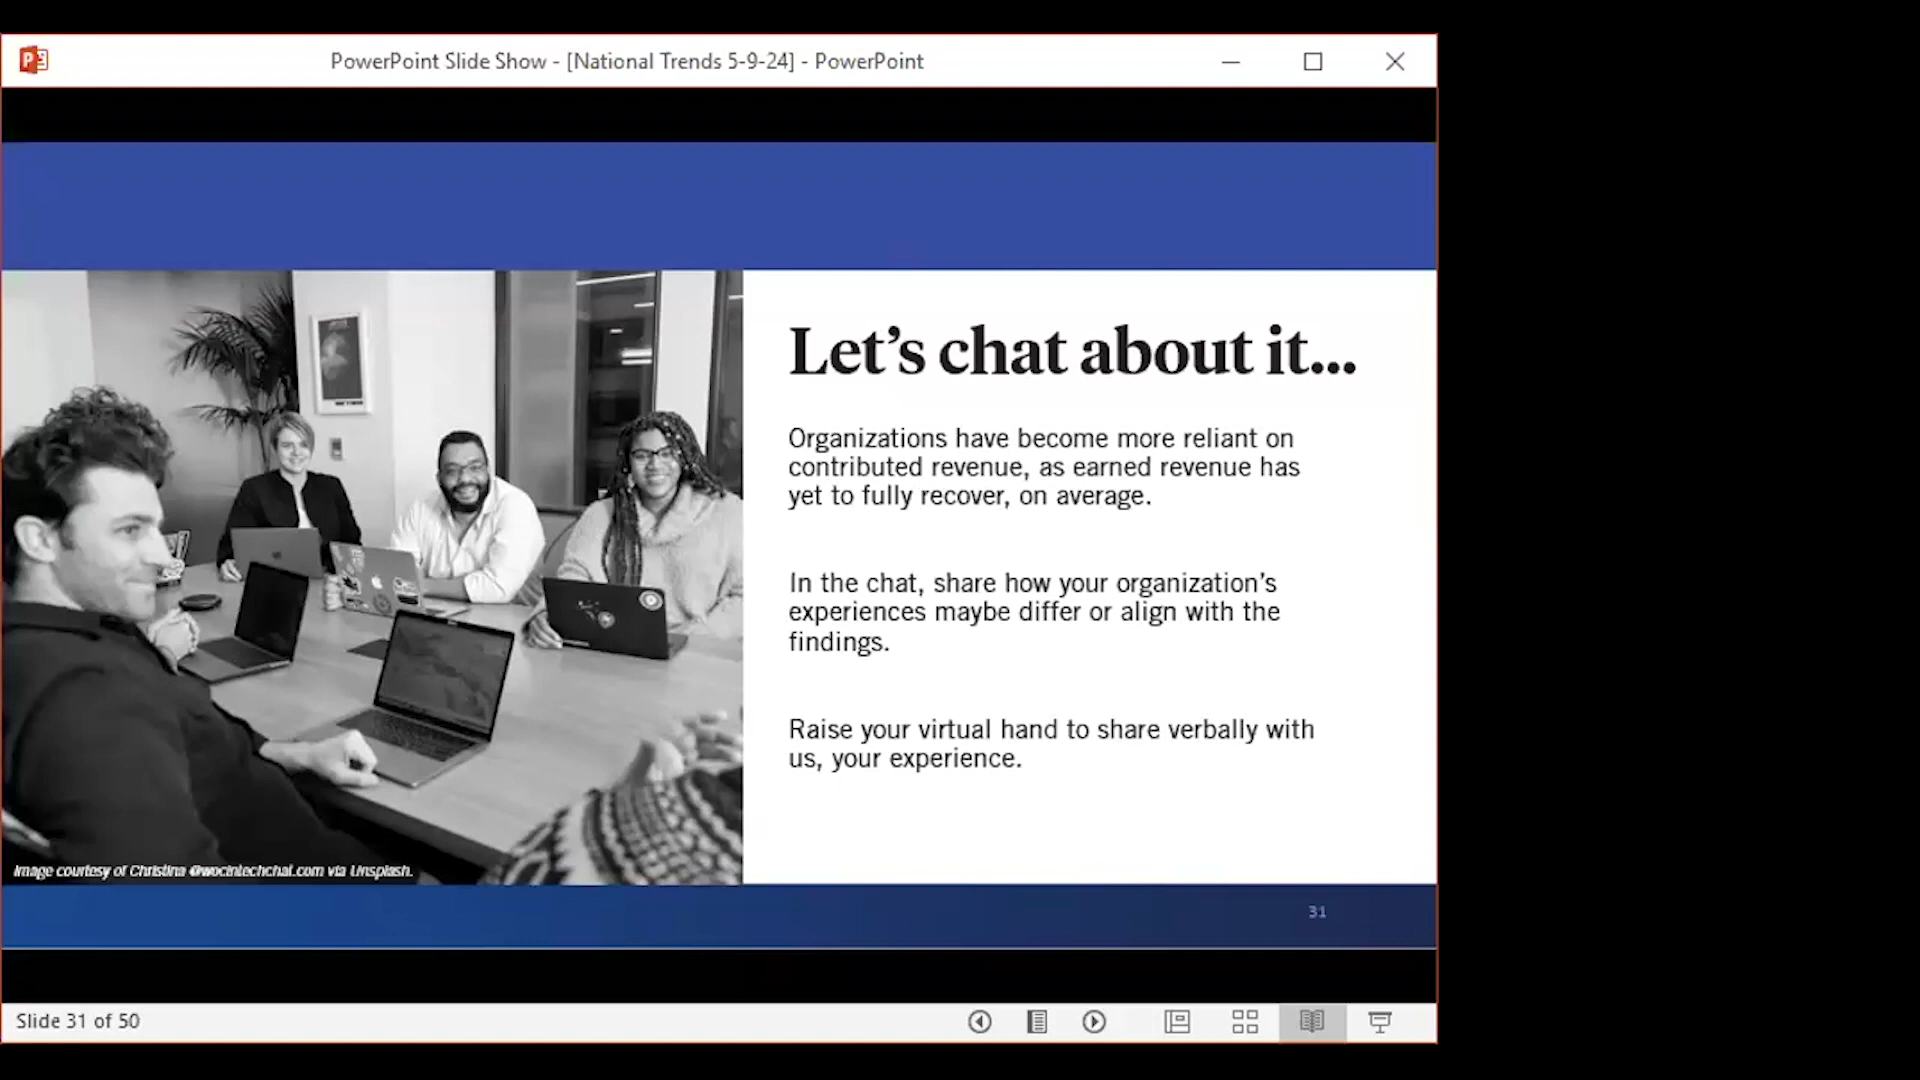 PowerPoint Slide Show - [National Trends 5-9-24] - PowerPoint
Let's chat about it...
Organizations have become more reliant on
contributed revenue, as earned revenue has
yet to fully recover, on average.
In the chat, share how your organization's
experiences maybe differ or align with the
findings.
Raise your virtual hand to share verbally with
us, your experience.
Image courtesy of Christina @wocintechchat.com via Unsplash.
31
Slide 31 of 50